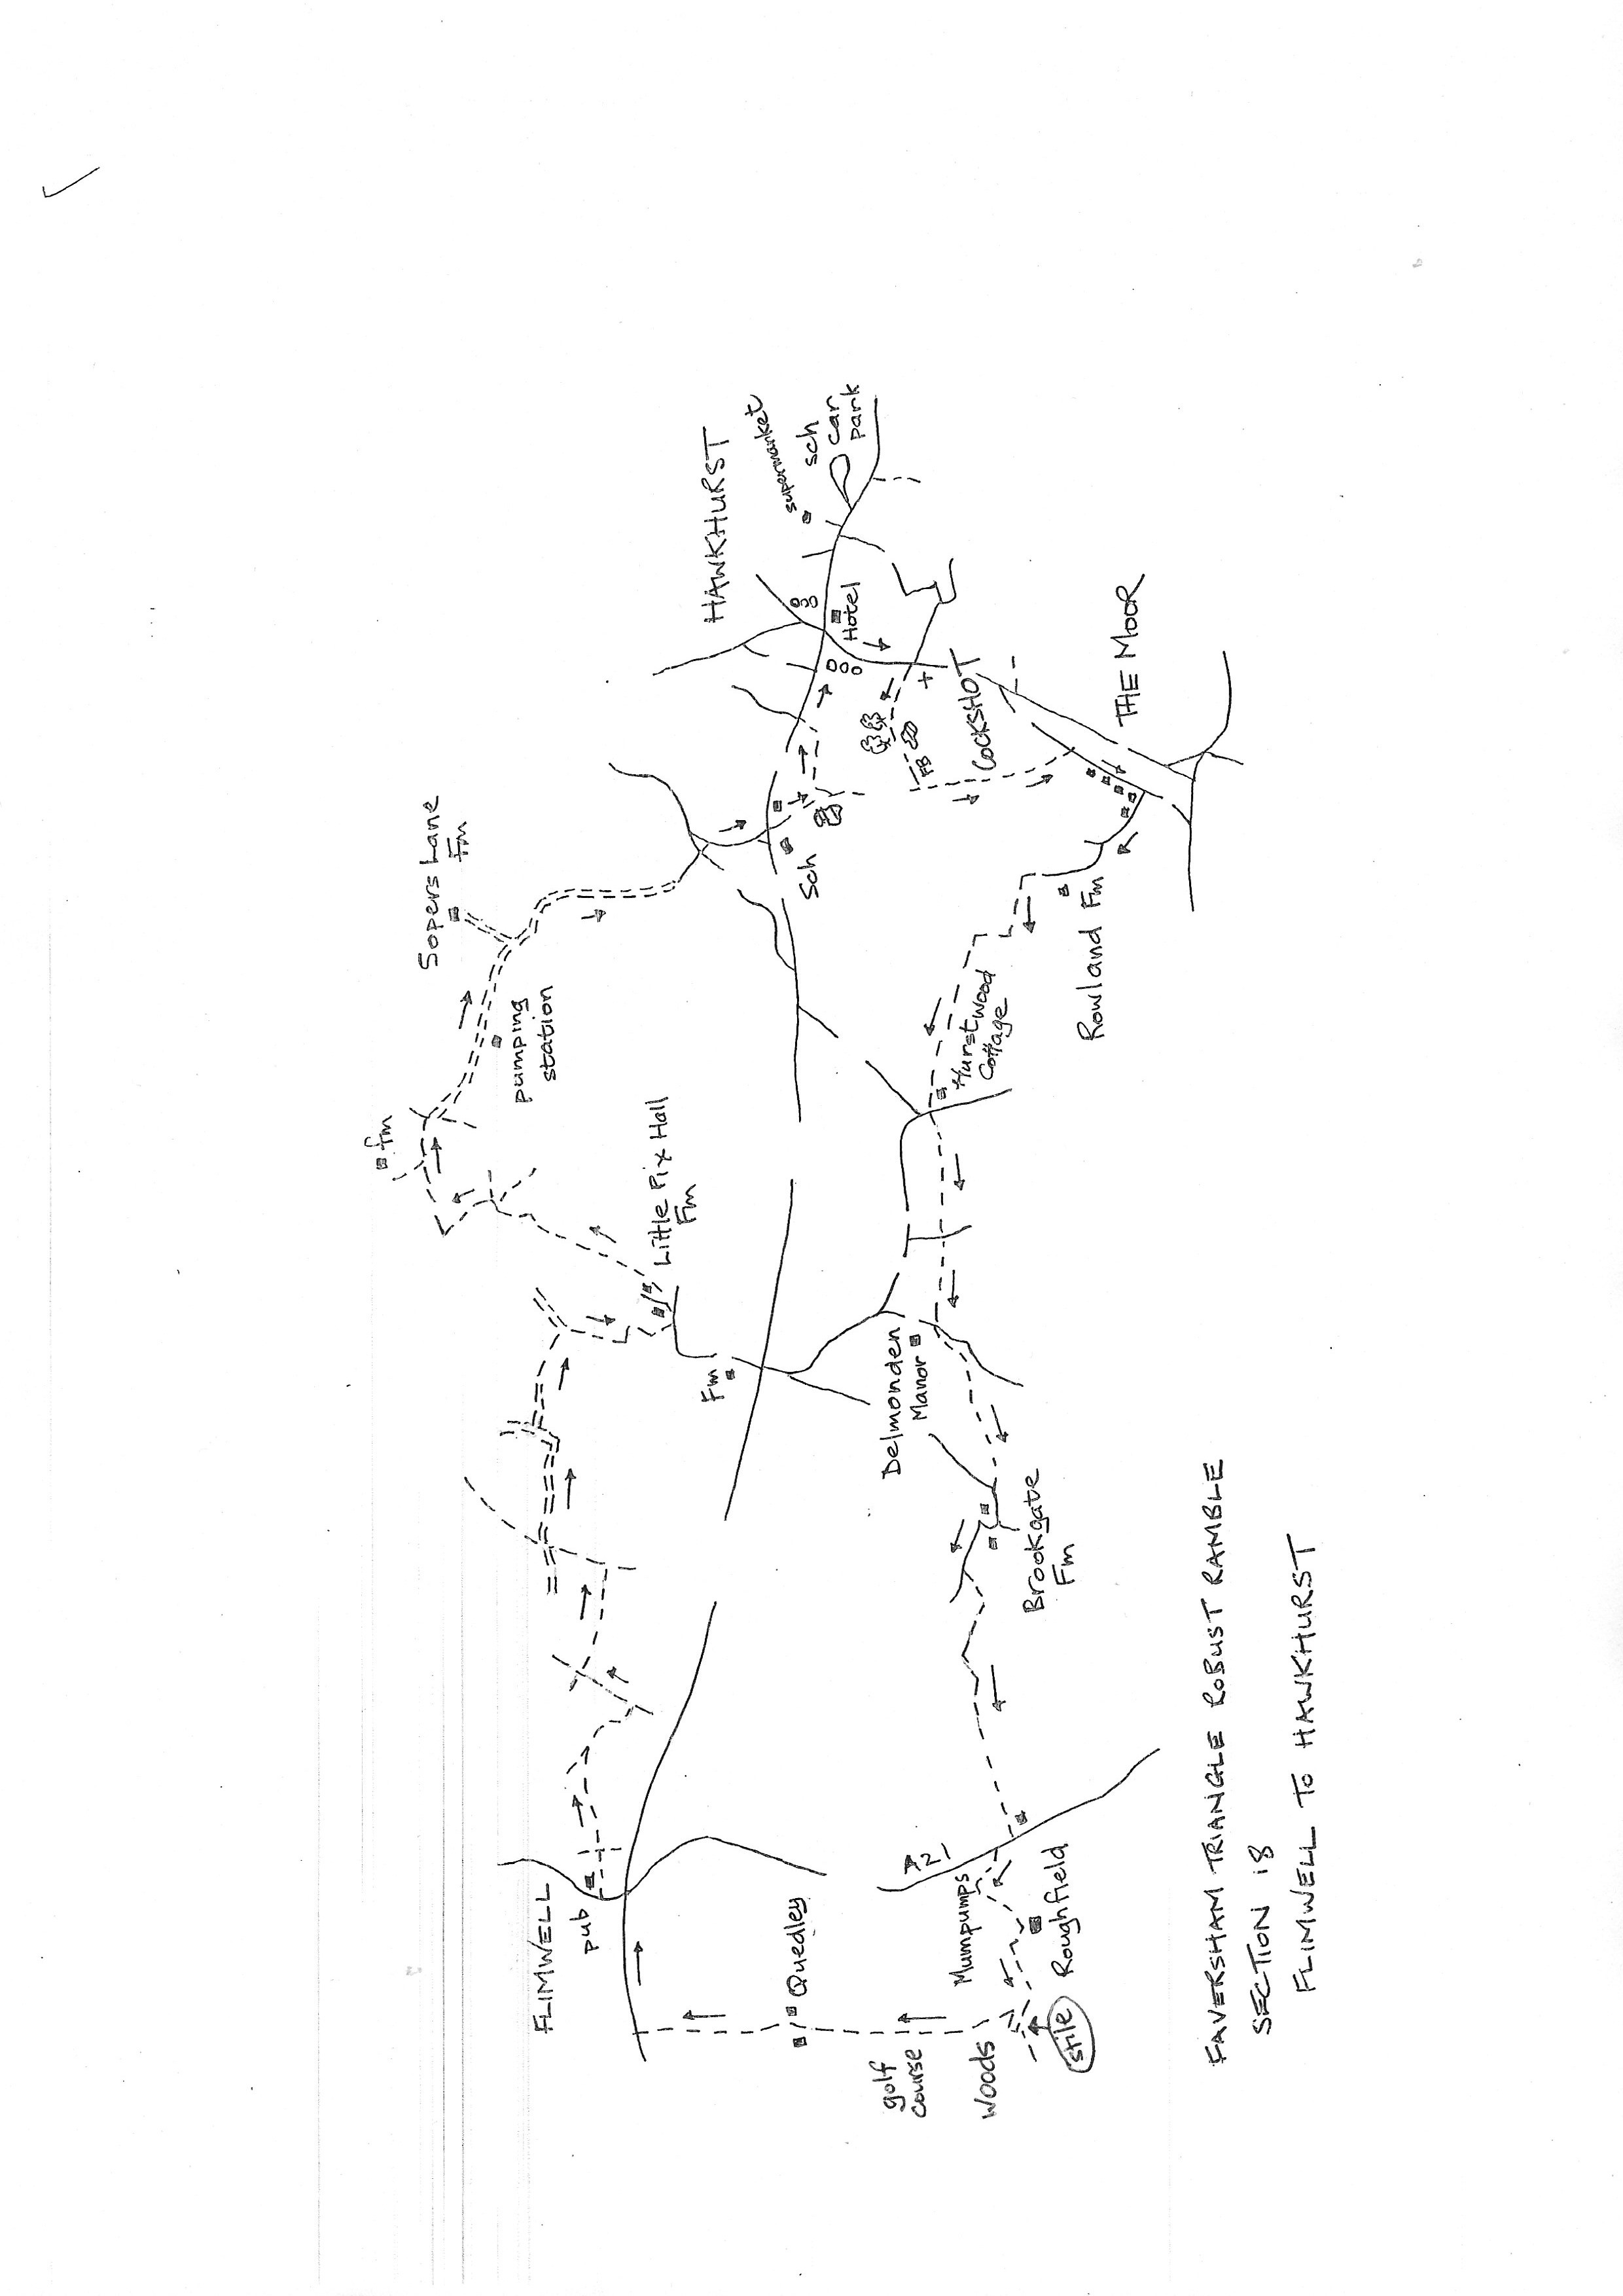 FLIMWELL
pub
Sopers Lane
Fm
fm
pumping
station
Little Pix Hall
Fm
Fm
HAWKHURST
supermarket
sch
car
park
Hotel
Sch
FB
COCKSHOT
THE MOOR
Rowland Fm
Hurstwood
Cottage
Delmonden
Manor
Brookgate
Fm
A21
Mumpumps
Roughfield
stile
Woods
golf
course
Quedley
FAVERSHAM TRIANGLE ROBUST RAMBLE
SECTION 18
FLIMWELL TO HAWKHURST